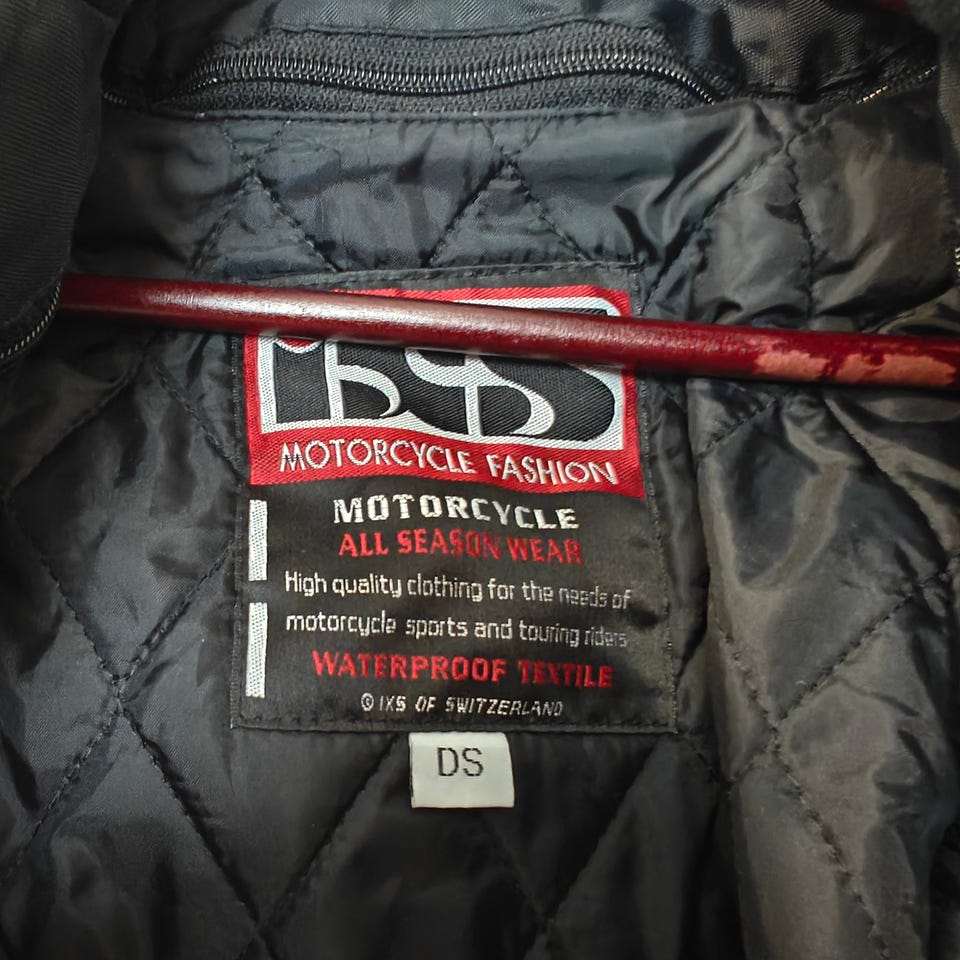 iXS
MOTORCYCLE FASHION
MOTORCYCLE
ALL SEASON WEAR
High quality clothing for the needs of
motorcycle sports and touring riders
WATERPROOF TEXTILE
© IXS OF SWITZERLAND
DS